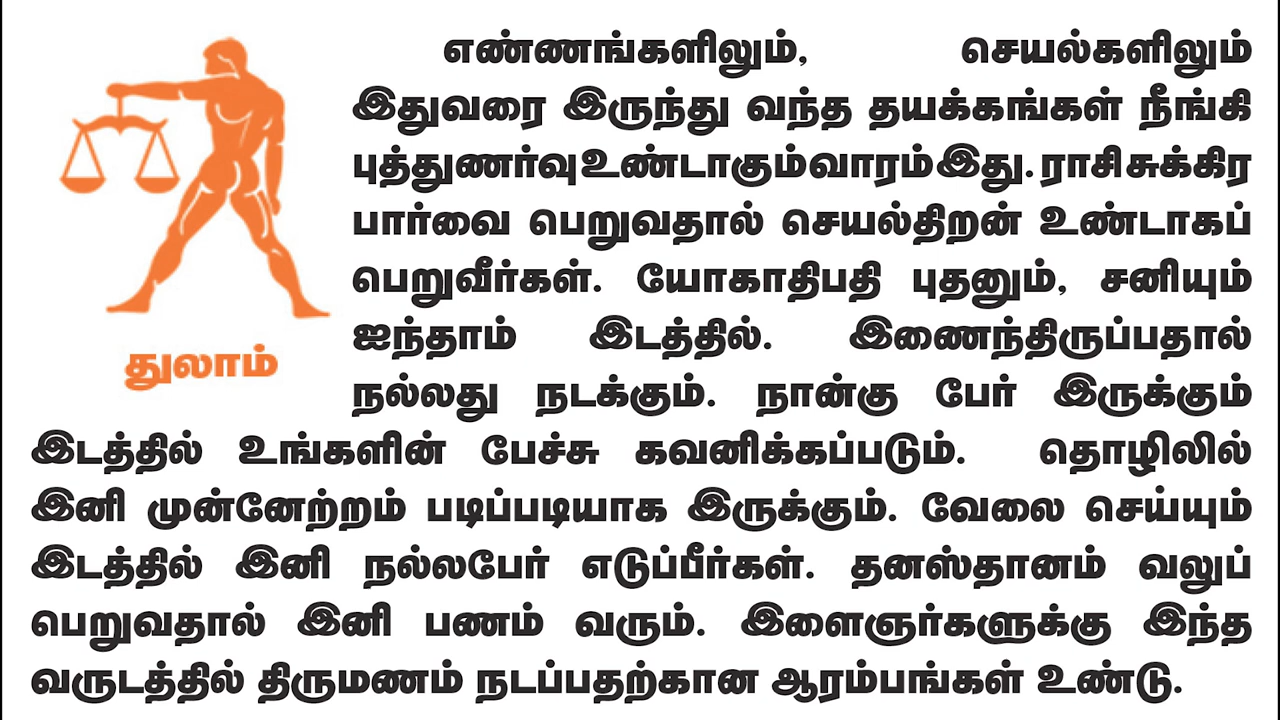 எண்ணங்களிலும், செயல்களிலும்
இதுவரை இருந்து வந்த தயக்கங்கள் நீங்கி
புத்துணர்வு உண்டாகும் வாரம் இது. ராசி சுக்கிர
பார்வை பெறுவதால் செயல்திறன் உண்டாகப்
பெறுவீர்கள். யோகாதிபதி புதனும், சனியும்
ஐந்தாம் இடத்தில். இணைந்திருப்பதால்
நல்லது நடக்கும். நான்கு பேர் இருக்கும்
இடத்தில் உங்களின் பேச்சு கவனிக்கப்படும். தொழிலில்
இனி முன்னேற்றம் படிப்படியாக இருக்கும். வேலை செய்யும்
இடத்தில் இனி நல்லபேர் எடுப்பீர்கள். தனஸ்தானம் வலுப்
பெறுவதால் இனி பணம் வரும். இளைஞர்களுக்கு இந்த
வருடத்தில் திருமணம் நடப்பதற்கான ஆரம்பங்கள் உண்டு.
துலாம்